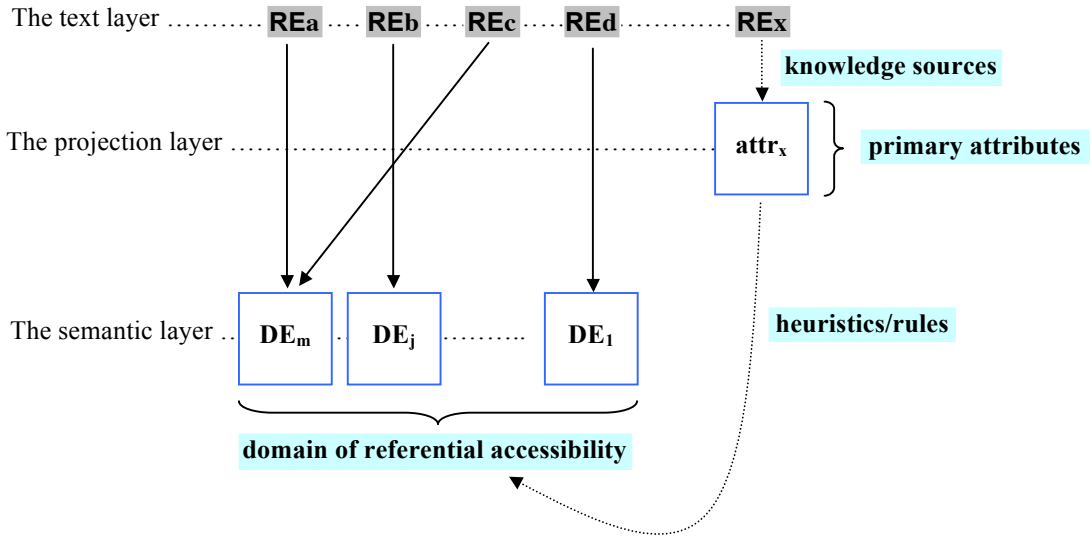 The text layer REa REb REc REd REx
knowledge sources
The projection layer attrx primary attributes
The semantic layer DEm DEj DE1 heuristics/rules
domain of referential accessibility